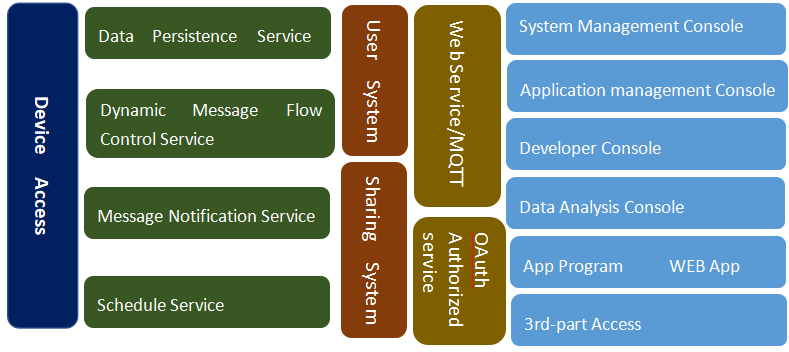 Device Access
Data Persistence Service
Dynamic Message Flow
Control Service
Message Notification Service
Schedule Service
User System
Sharing System
Web Service/MQTT
OAuth
Authorized
service
System Management Console
Application management Console
Developer Console
Data Analysis Console
App Program WEB App
3rd-part Access